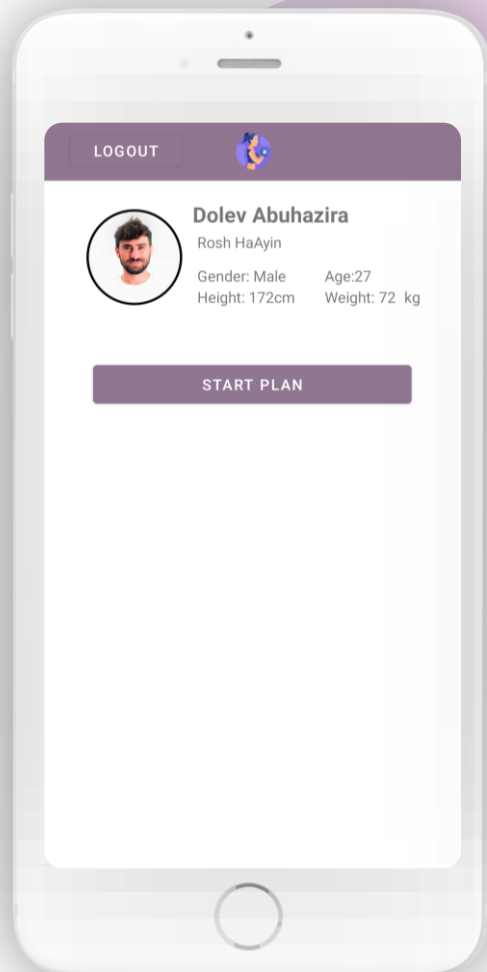 LOGOUT
Dolev Abuhazira
Rosh HaAyin
Gender: Male Age:27
Height: 172cm Weight: 72 kg
START PLAN